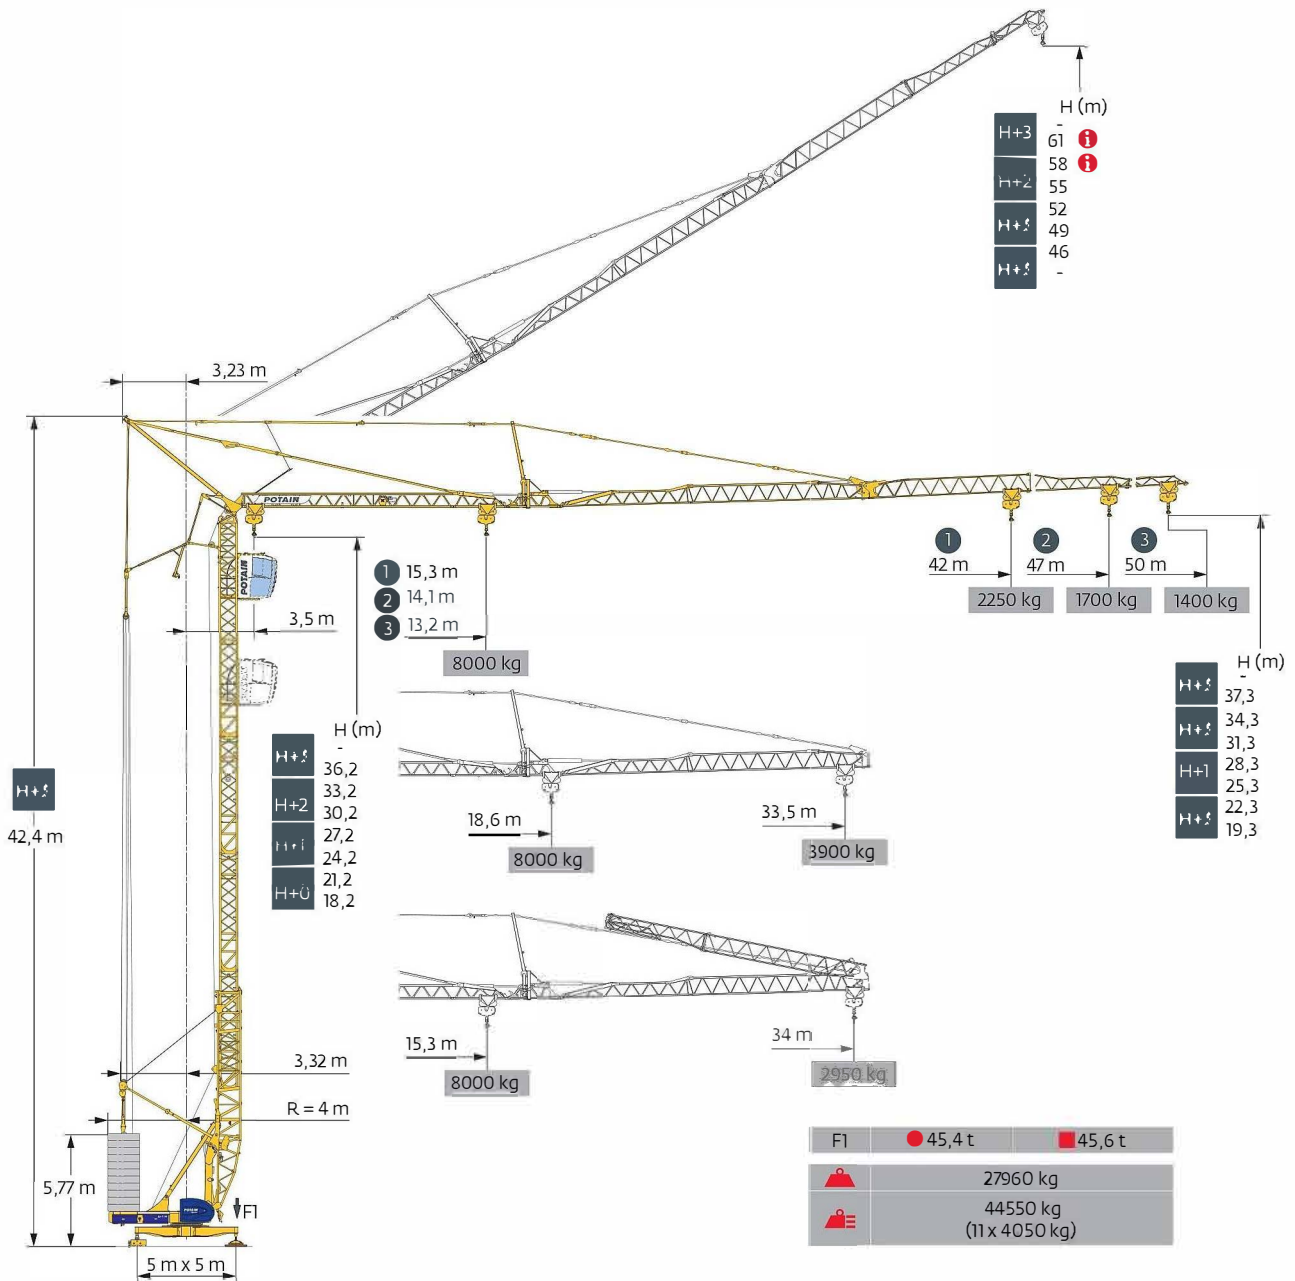 H (m)
H+3
-
61
58
H+2
55
52
49
46
-
3,23 m
POTAIN
POTAIN
1 15,3 m
2 14,1 m
3 13,2 m
3,5 m
8000 kg
1
42 m
2250 kg
2
47 m
1700 kg
3
50 m
1400 kg
H (m)
-
37,3
34,3
31,3
H+1
28,3
25,3
22,3
19,3
H (m)
-
36,2
H+2
33,2
30,2
27,2
24,2
21,2
18,2
42,4 m
18,6 m
8000 kg
33,5 m
3900 kg
15,3 m
8000 kg
34 m
2950 kg
3,32 m
R = 4 m
5,77 m
POTAIN
F1
5 m x 5 m
F1 45,4 t 45,6 t
27960 kg
44550 kg
(11 x 4050 kg)